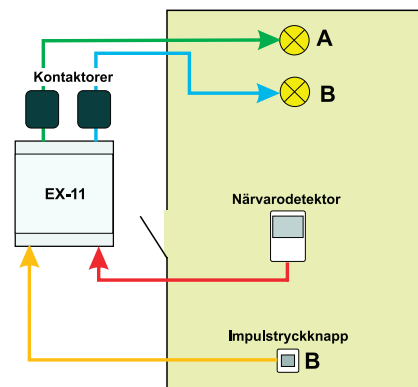 A
Kontaktorer
B
EX-11
Närvarodetektor
Impulstryckknapp
B